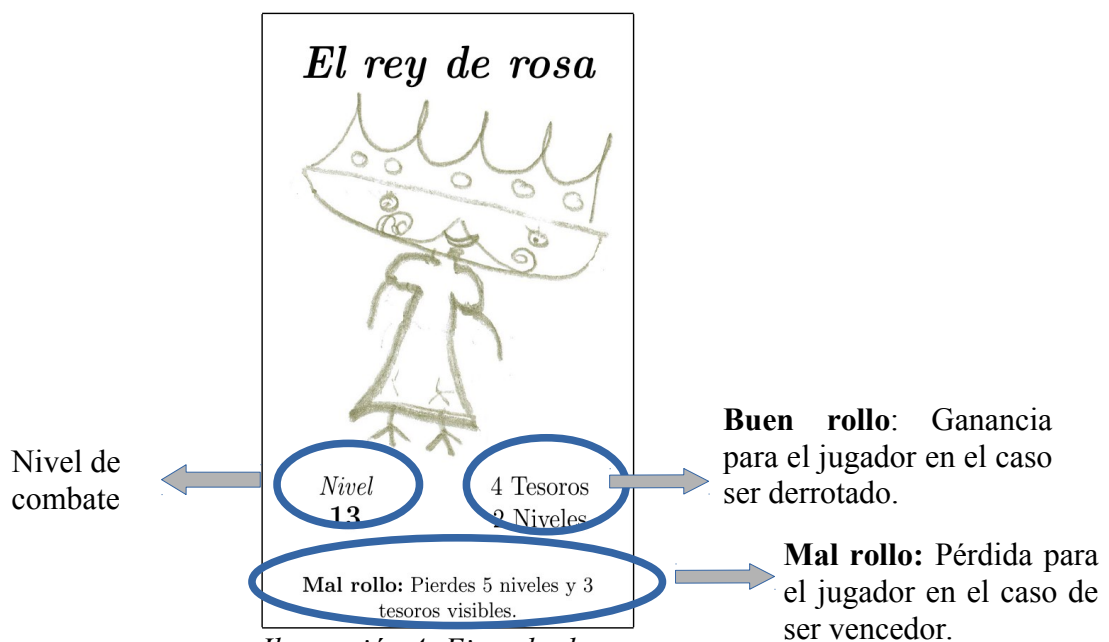 El rey de rosa
Nivel de
combate
Nivel
13
4 Tesoros
2 Niveles
Buen rollo: Ganancia
para el jugador en el caso
ser derrotado.
Mal rollo: Pierdes 5 niveles y 3
tesoros visibles.
Mal rollo: Pérdida para
el jugador en el caso de
ser vencedor.